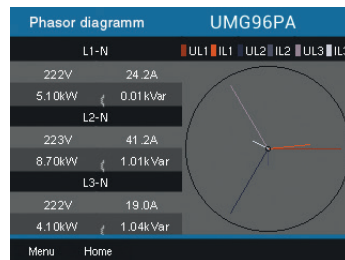 Phasor diagramm UMG96PA
L1-N
UL1 IL1 UL2 IL2 UL3 IL3
222V 24.2A
5.10kW 0.01kVar
L2-N
223V 41.2A
8.70kW 1.01kVar
L3-N
222V 19.0A
4.10kW 1.04kVar
Menu Home